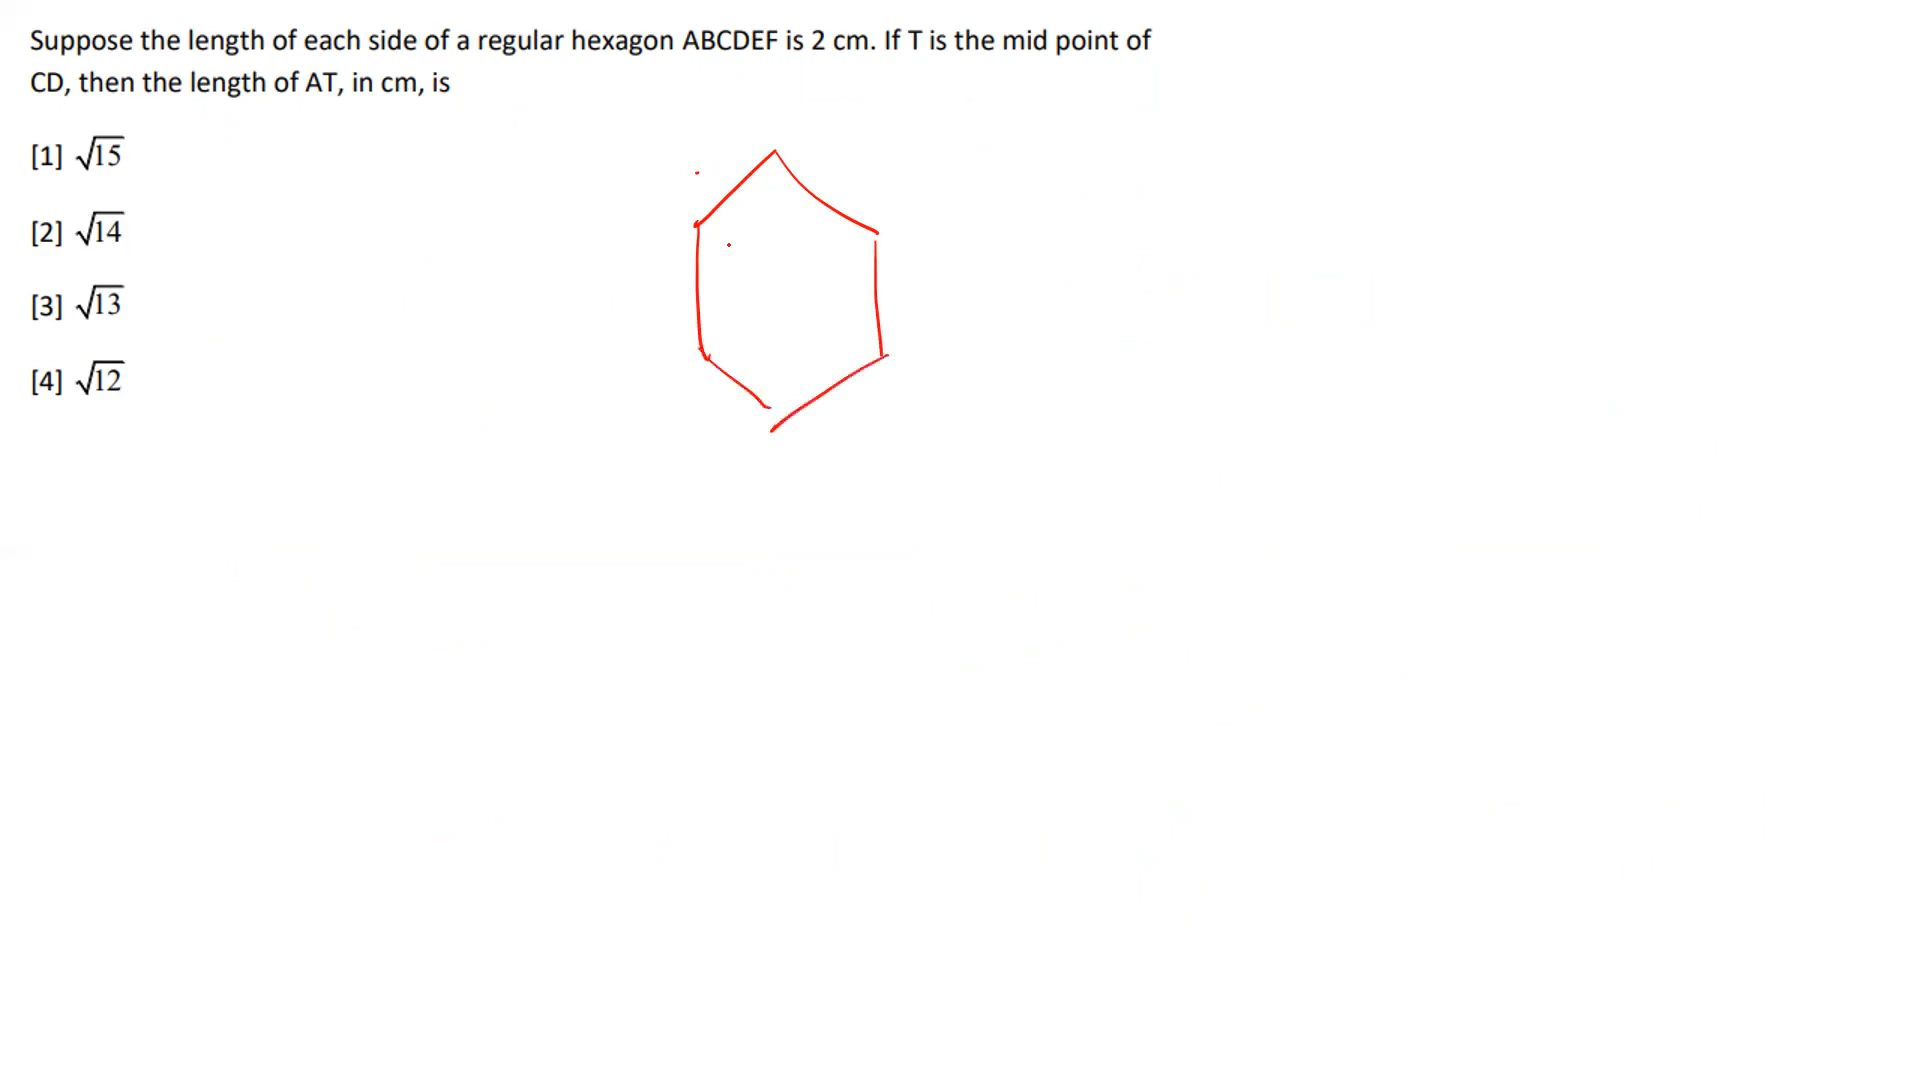 Suppose the length of each side of a regular hexagon ABCDEF is 2 cm. If T is the mid point of
CD, then the length of AT, in cm, is
[1] √15
[2] √14
[3] √13
[4] √12